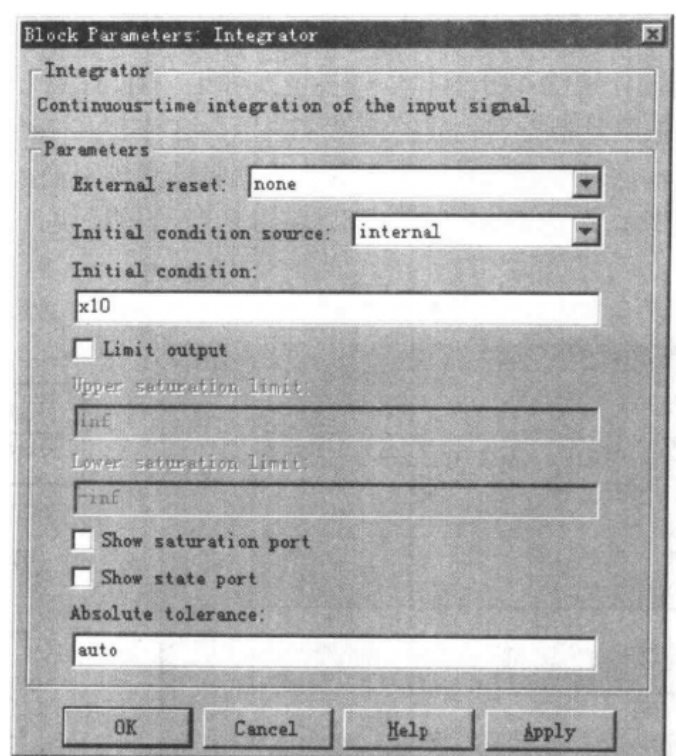 Block Parameters: Integrator
Integrator
Continuous-time integration of the input signal.
Parameters
External reset: none
Initial condition source: internal
Initial condition:
x10
Limit output
Upper saturation limit:
inf
Lower saturation limit:
-inf
Show saturation port
Show state port
Absolute tolerance:
auto
OK Cancel Help Apply